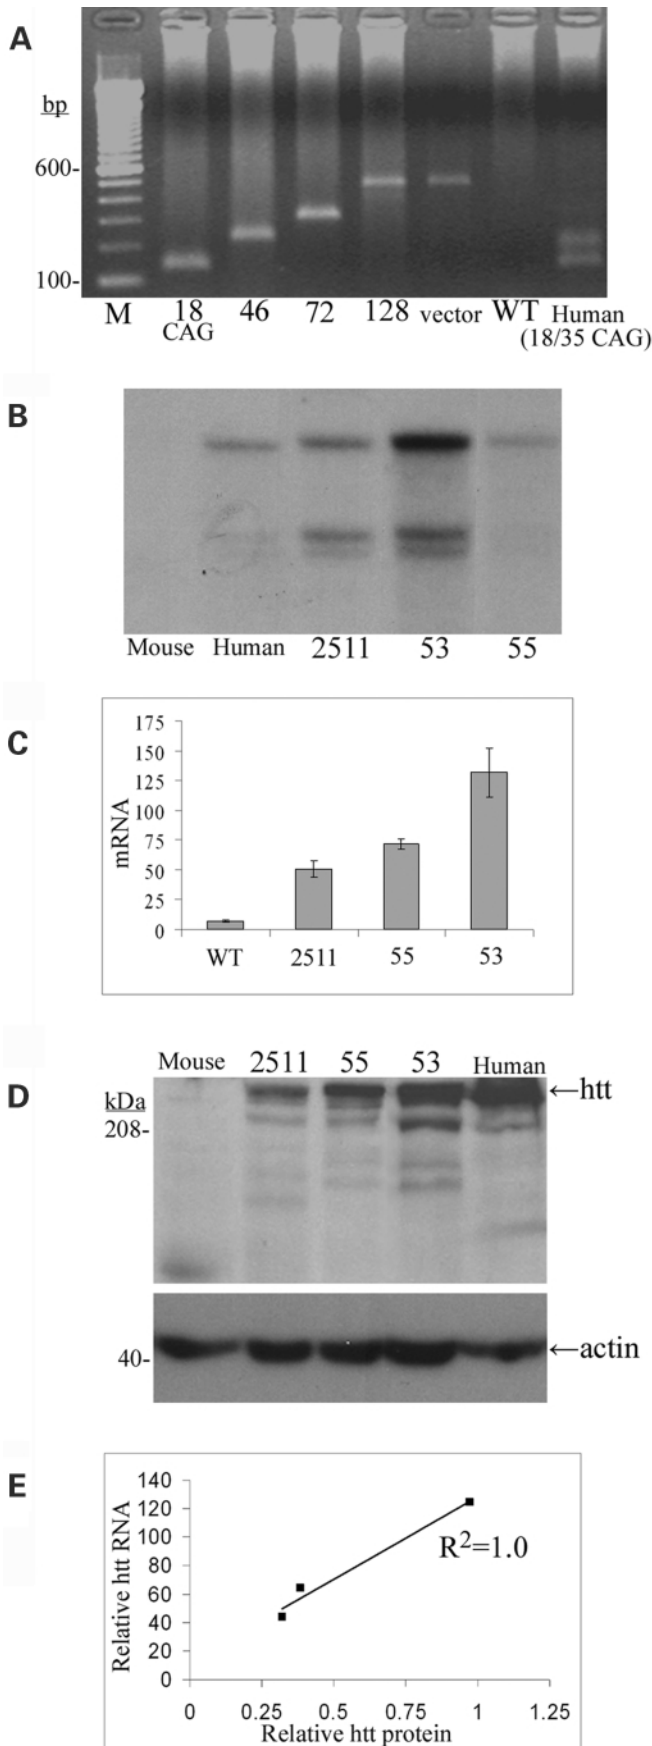 A
bp
600-
100-
M 18 46 72 128 vector WT Human
CAG (18/35 CAG)
B
Mouse Human 2511 53 55
C
175
150
125
100
75
50
25
0
mRNA
WT 2511 55 53
D
Mouse 2511 55 53 Human
kDa
208-
←htt
40-
←actin
E
140
120
100
80
60
40
20
0
Relative htt RNA
R²=1.0
0 0.25 0.5 0.75 1 1.25
Relative htt protein